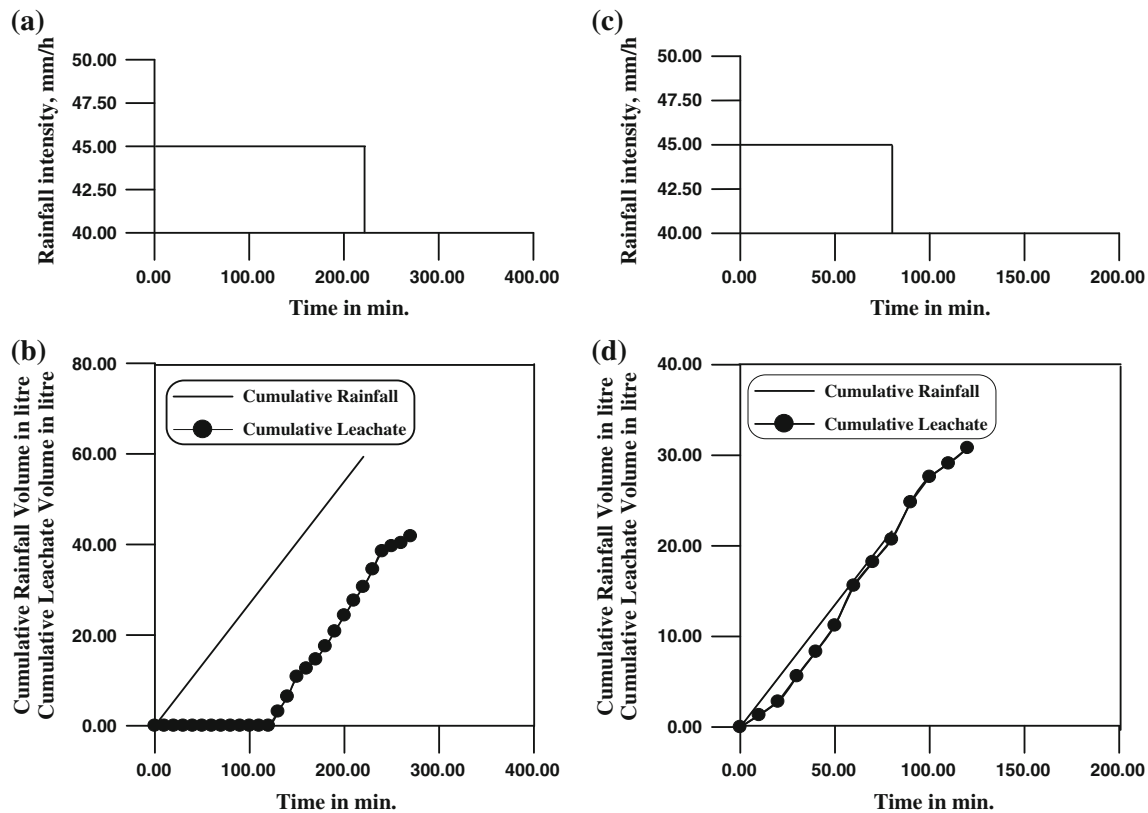 (a)
Rainfall intensity, mm/h
50.00
47.50
45.00
42.50
40.00
0.00 100.00 200.00 300.00 400.00
Time in min.
(c)
Rainfall intensity, mm/h
50.00
47.50
45.00
42.50
40.00
0.00 50.00 100.00 150.00 200.00
Time in min.
(b)
Cumulative Rainfall Volume in litre
Cumulative Leachate Volume in litre
80.00
60.00
40.00
20.00
0.00
Cumulative Rainfall
Cumulative Leachate
0.00 100.00 200.00 300.00 400.00
Time in min.
(d)
Cumulative Rainfall Volume in litre
Cumulative Leachate Volume in litre
40.00
30.00
20.00
10.00
0.00
Cumulative Rainfall
Cumulative Leachate
0.00 50.00 100.00 150.00 200.00
Time in min.